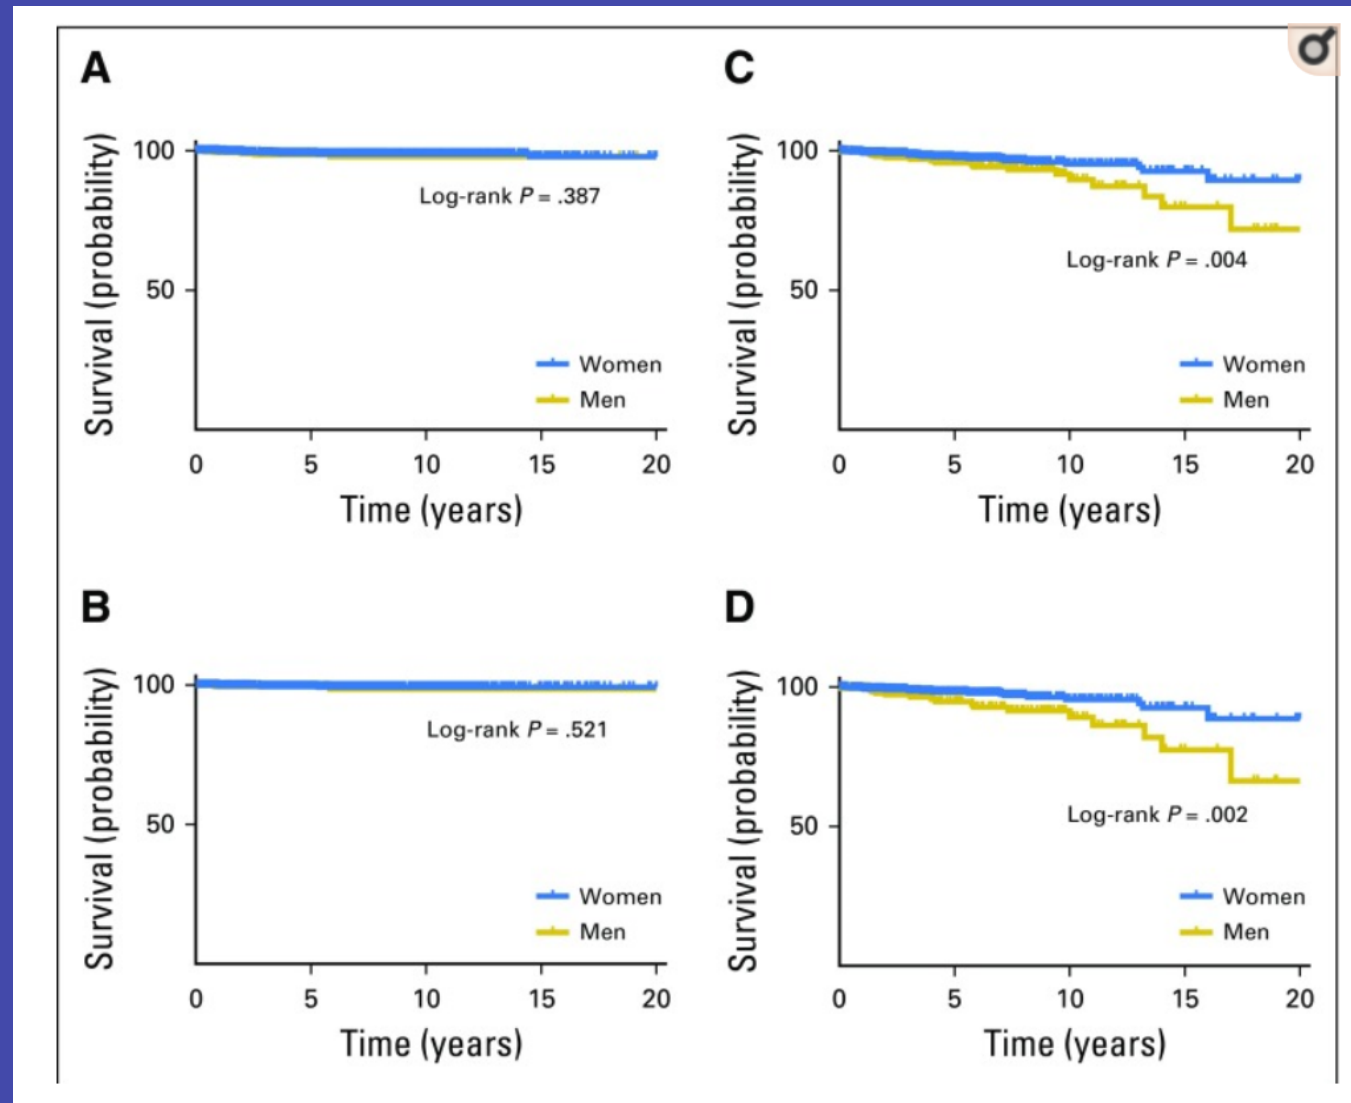 A
Survival (probability)
100
50
Log-rank P = .387
Women
Men
0 5 10 15 20
Time (years)
C
Survival (probability)
100
50
Log-rank P = .004
Women
Men
0 5 10 15 20
Time (years)
B
Survival (probability)
100
50
Log-rank P = .521
Women
Men
0 5 10 15 20
Time (years)
D
Survival (probability)
100
50
Log-rank P = .002
Women
Men
0 5 10 15 20
Time (years)